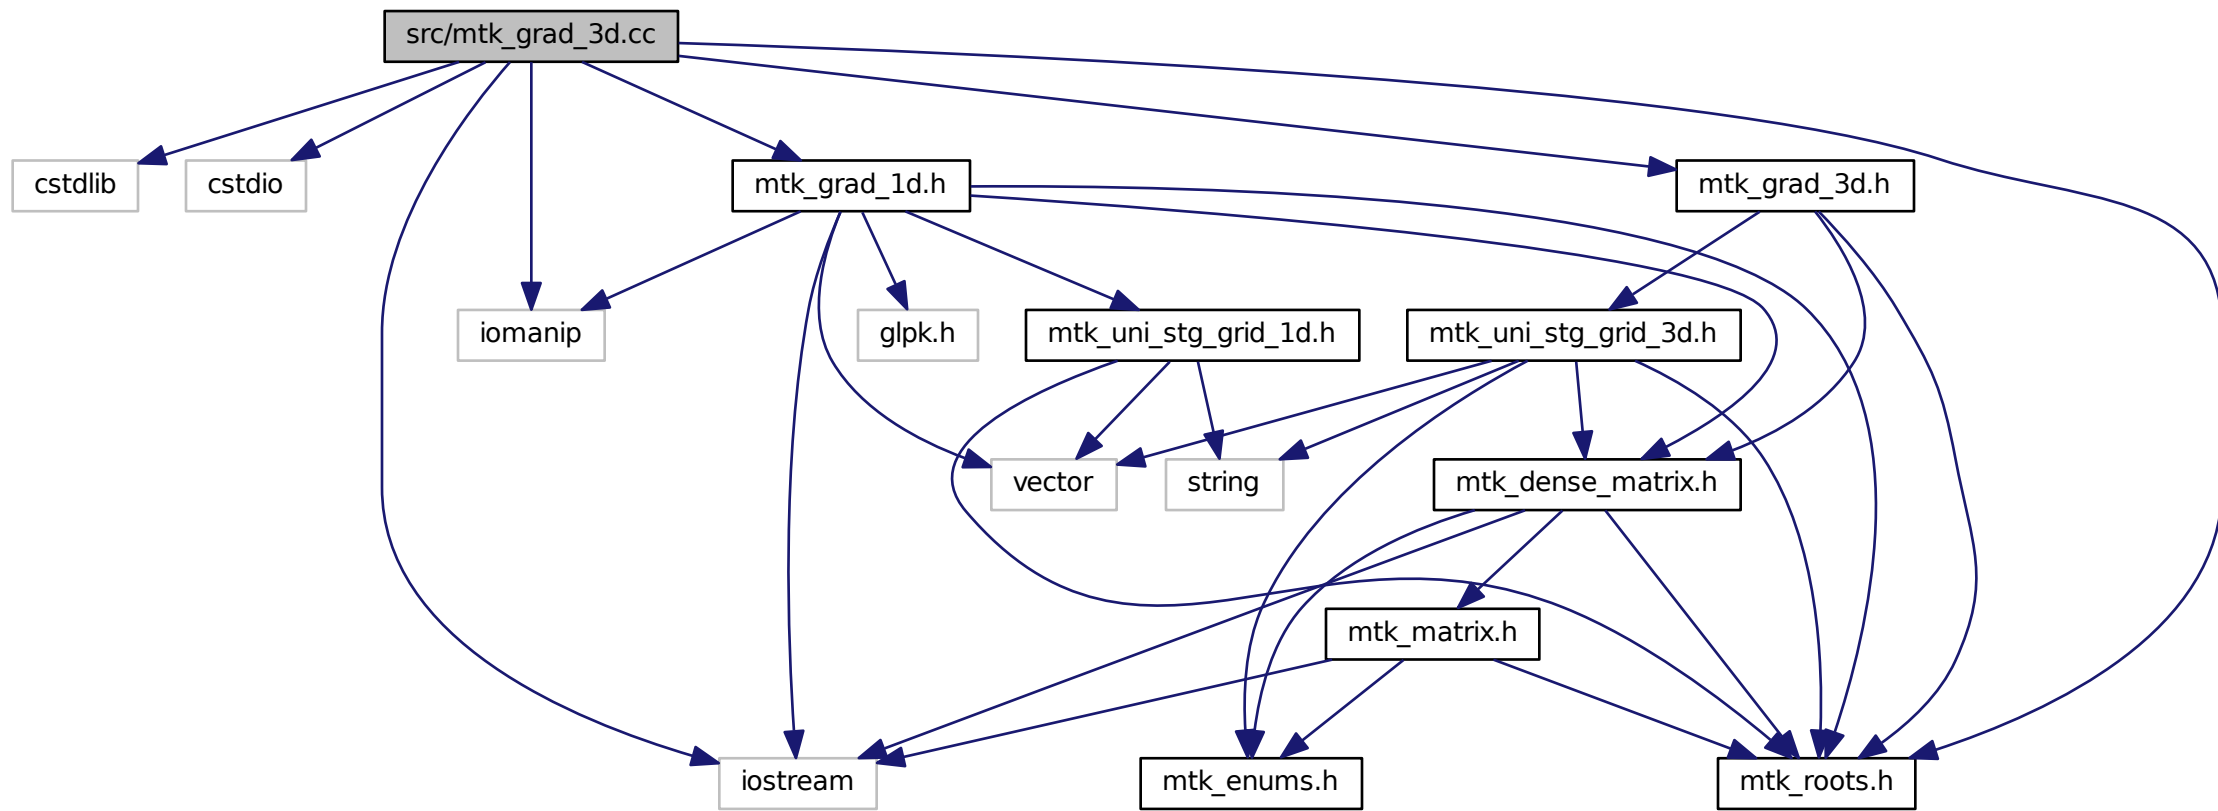 src/mtk_grad_3d.cc
cstdlib
cstdio
mtk_grad_1d.h
mtk_grad_3d.h
iomanip
glpk.h
mtk_uni_stg_grid_1d.h
mtk_uni_stg_grid_3d.h
vector
string
mtk_dense_matrix.h
mtk_matrix.h
iostream
mtk_enums.h
mtk_roots.h